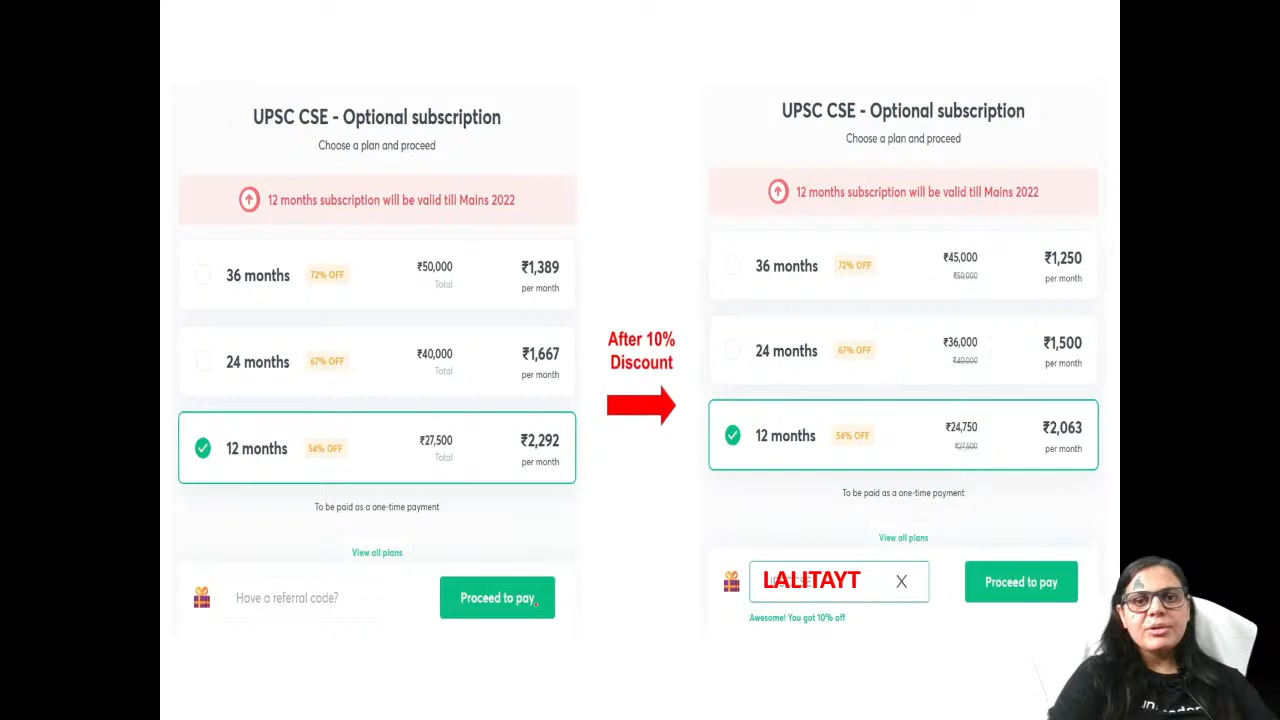 UPSC CSE - Optional subscription
Choose a plan and proceed
12 months subscription will be valid till Mains 2022
36 months 72% OFF ₹50,000 ₹1,389
Total per month
24 months 67% OFF ₹40,000 ₹1,667
Total per month
12 months 54% OFF ₹27,500 ₹2,292
Total per month
To be paid as a one-time payment
View all plans
Have a referral code? Proceed to pay
After 10%
Discount
UPSC CSE - Optional subscription
Choose a plan and proceed
12 months subscription will be valid till Mains 2022
36 months 72% OFF ₹45,000 ₹1,250
₹50,000 per month
24 months 67% OFF ₹36,000 ₹1,500
₹40,000 per month
12 months 54% OFF ₹24,750 ₹2,063
₹27,500 per month
To be paid as a one-time payment
View all plans
LALITAYT X Proceed to pay
Awesome! You got 10% off